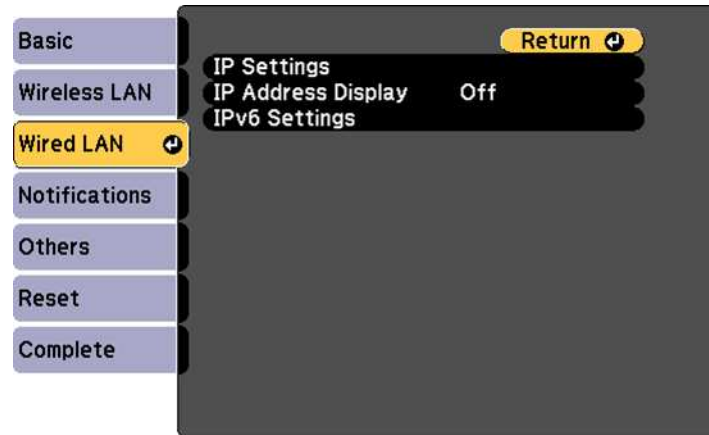 Basic
Wireless LAN
Wired LAN
Notifications
Others
Reset
Complete
Return
IP Settings
IP Address Display Off
IPv6 Settings